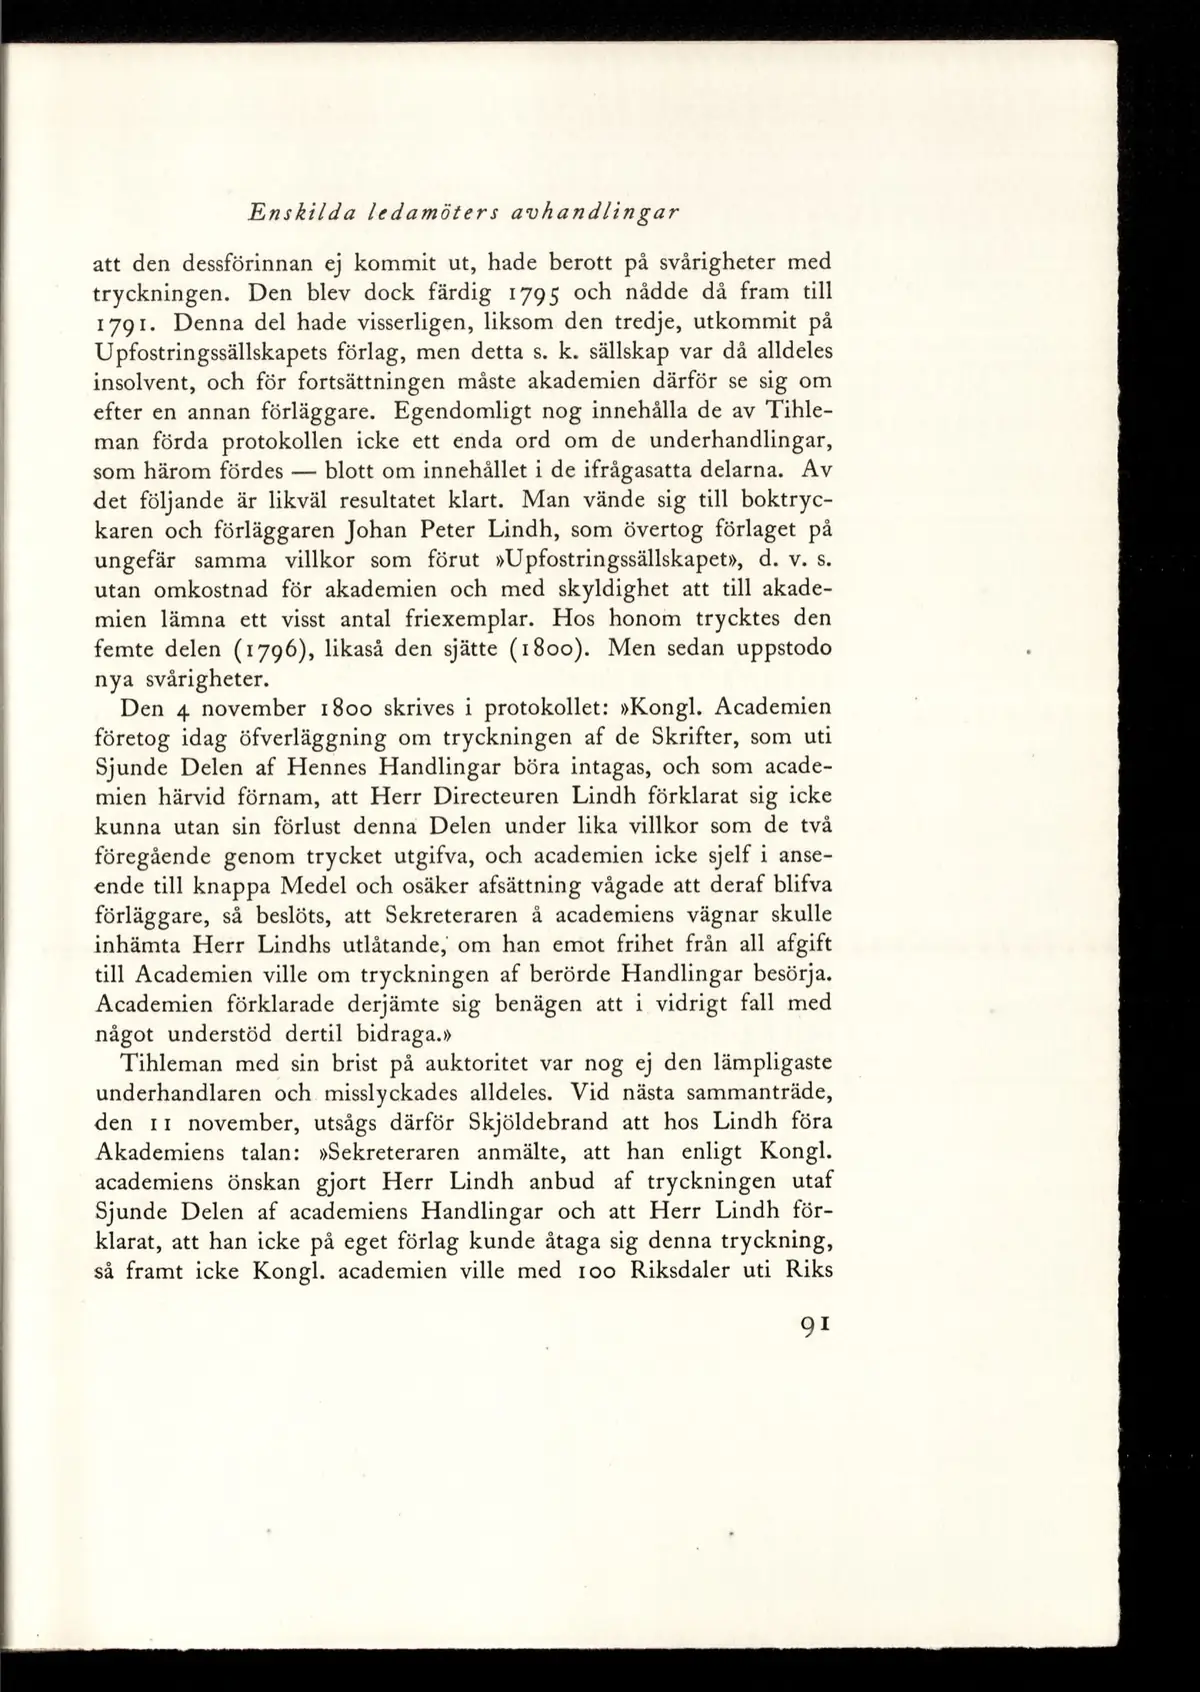 Enskilda ledamöters avhandlingar
att den dessförinnan ej kommit ut, hade berott på svårigheter med
tryckningen. Den blev dock färdig 1795 och nådde då fram till
1791. Denna del hade visserligen, liksom den tredje, utkommit på
Upfostringssällskapets förlag, men detta s. k. sällskap var då alldeles
insolvent, och för fortsättningen måste akademien därför se sig om
efter en annan förläggare. Egendomligt nog innehålla de av Tihle-
man förda protokollen icke ett enda ord om de underhandlingar,
som härom fördes — blott om innehållet i de ifrågasatta delarna. Av
det följande är likväl resultatet klart. Man vände sig till boktryc-
karen och förläggaren Johan Peter Lindh, som övertog förlaget på
ungefär samma villkor som förut »Upfostringssällskapet», d. v. s.
utan omkostnad för akademien och med skyldighet att till akade-
mien lämna ett visst antal friexemplar. Hos honom trycktes den
femte delen (1796), likaså den sjätte (1800). Men sedan uppstodo
nya svårigheter.
Den 4 november 1800 skrives i protokollet: »Kongl. Academien
företog idag öfverläggning om tryckningen af de Skrifter, som uti
Sjunde Delen af Hennes Handlingar böra intagas, och som acade-
mien härvid förnam, att Herr Directeuren Lindh förklarat sig icke
kunna utan sin förlust denna Delen under lika villkor som de två
föregående genom trycket utgifva, och academien icke sjelf i anse-
ende till knappa Medel och osäker afsättning vågade att deraf blifva
förläggare, så beslöts, att Sekreteraren å academiens vägnar skulle
inhämta Herr Lindhs utlåtande, om han emot frihet från all afgift
till Academien ville om tryckningen af berörde Handlingar besörja.
Academien förklarade derjämte sig benägen att i vidrigt fall med
något understöd dertil bidraga.»
Tihleman med sin brist på auktoritet var nog ej den lämpligaste
underhandlaren och misslyckades alldeles. Vid nästa sammanträde,
den 11 november, utsågs därför Skjöldebrand att hos Lindh föra
Akademiens talan: »Sekreteraren anmälte, att han enligt Kongl.
academiens önskan gjort Herr Lindh anbud af tryckningen utaf
Sjunde Delen af academiens Handlingar och att Herr Lindh för-
klarat, att han icke på eget förlag kunde åtaga sig denna tryckning,
så framt icke Kongl. academien ville med 100 Riksdaler uti Riks
91